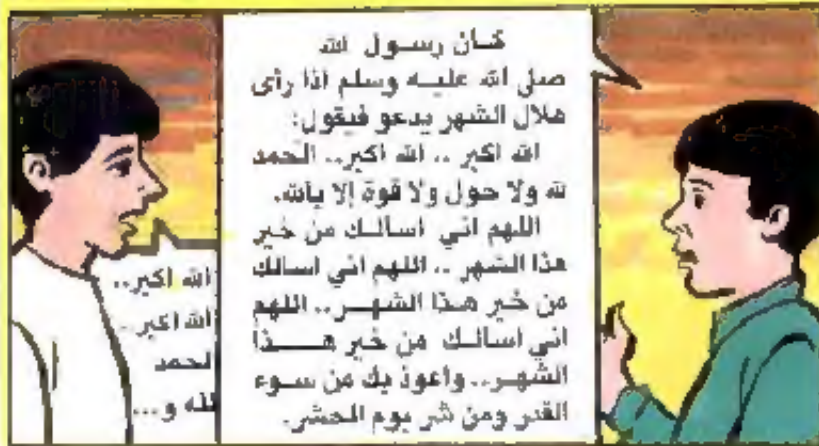 كان رسول الله
صلى الله عليه وسلم اذا رأى
هلال الشهر يدعو فيقول:
الله اكبر .. الله اكبر.. الحمد
لله ولا حول ولا قوة إلا بالله.
اللهم اني اسالك من خير
هذا الشهر .. اللهم اني اسالك
من خير هذا الشهر.. اللهم
اني اسالك من خير هذا
الشهر.. واعوذ بك من سوء
القدر ومن شر يوم الحشر.
الله اكبر..
الله اكبر..
الحمد
لله و...